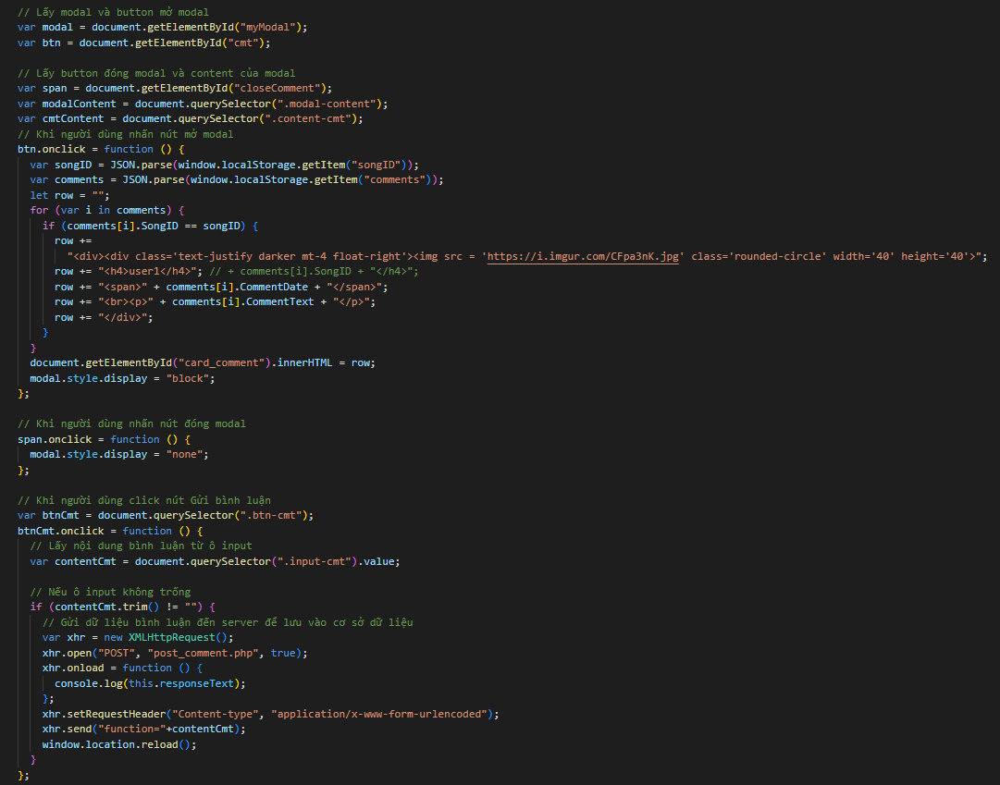 // Lấy modal và button mở modal
var modal = document.getElementById("myModal");
var btn = document.getElementById("cmt");

// Lấy button đóng modal và content của modal
var span = document.getElementById("closeComment");
var modalContent = document.querySelector(".modal-content");
var cmtContent = document.querySelector(".content-cmt");
// Khi người dùng nhấn nút mở modal
btn.onclick = function () {
  var songID = JSON.parse(window.localStorage.getItem("songID"));
  var comments = JSON.parse(window.localStorage.getItem("comments"));
  let row = "";
  for (var i in comments) {
    if (comments[i].SongID == songID) {
      row +=
        "<div><div class='text-justify darker mt-4 float-right'><img src = 'https://i.imgur.com/CFpa3nK.jpg' class='rounded-circle' width='40' height='40'>";
      row += "<h4>user1</h4>"; // + comments[i].SongID + "</h4>";
      row += "<span>" + comments[i].CommentDate + "</span>";
      row += "<br><p>" + comments[i].CommentText + "</p>";
      row += "</div>";
    }
  }
  document.getElementById("card_comment").innerHTML = row;
  modal.style.display = "block";
};

// Khi người dùng nhấn nút đóng modal
span.onclick = function () {
  modal.style.display = "none";
};

// Khi người dùng click nút Gửi bình luận
var btnCmt = document.querySelector(".btn-cmt");
btnCmt.onclick = function () {
  // Lấy nội dung bình luận từ ô input
  var contentCmt = document.querySelector(".input-cmt").value;

  // Nếu ô input không trống
  if (contentCmt.trim() != "") {
    // Gửi dữ liệu bình luận đến server để lưu vào cơ sở dữ liệu
    var xhr = new XMLHttpRequest();
    xhr.open("POST", "post_comment.php", true);
    xhr.onload = function () {
      console.log(this.responseText);
    };
    xhr.setRequestHeader("Content-type", "application/x-www-form-urlencoded");
    xhr.send("function="+contentCmt);
    window.location.reload();
  }
};